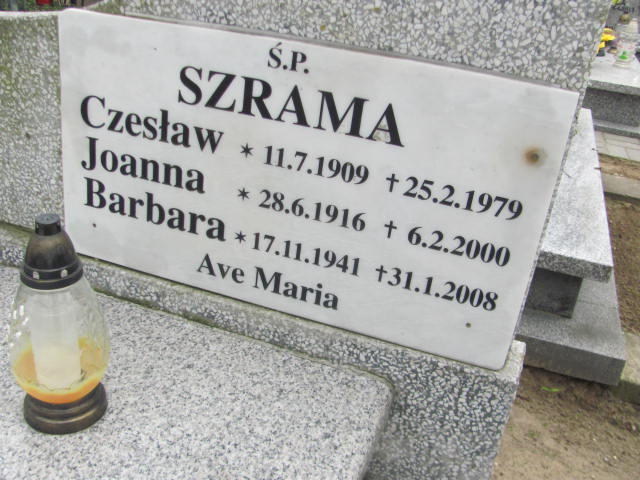 Ś.P.
SZRAMA
Czesław * 11.7.1909 † 25.2.1979
Joanna * 28.6.1916 † 6.2.2000
Barbara * 17.11.1941 † 31.1.2008
Ave Maria